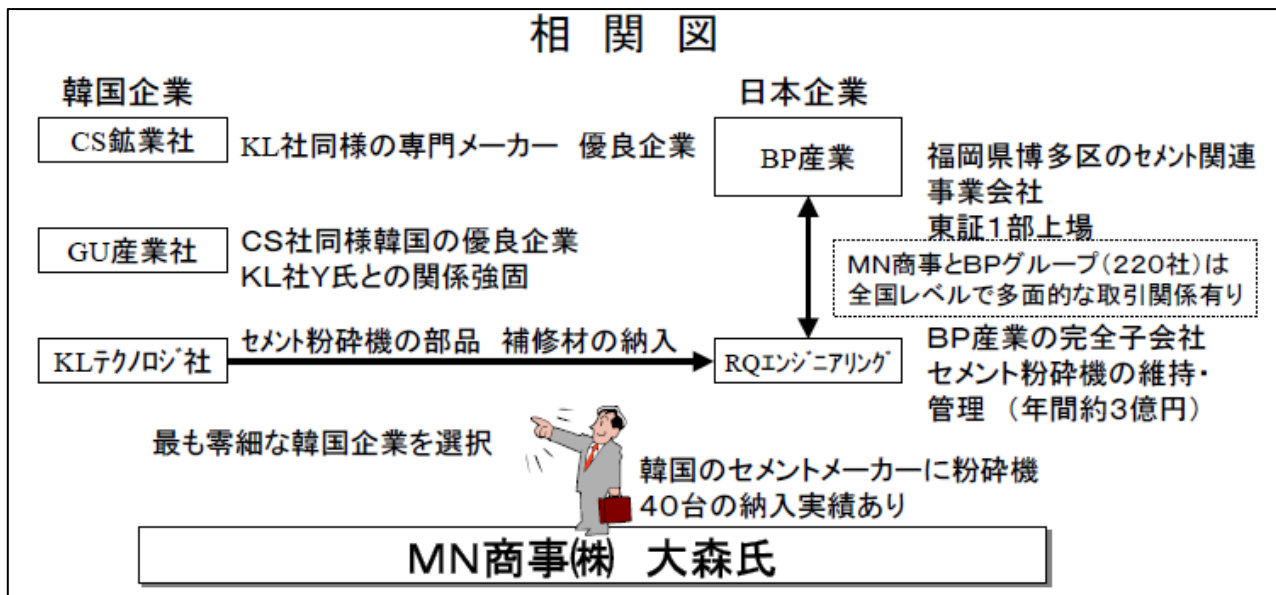 相 関 図
韓国企業
CS鉱業社
KL社同様の専門メーカー 優良企業
GU産業社
CS社同様韓国の優良企業
KL社Y氏との関係強固
KLﾃｸﾉﾛｼﾞ社
セメント粉砕機の部品 補修材の納入
日本企業
BP産業
福岡県博多区のセメント関連
事業会社
東証1部上場
MN商事とBPグループ(220社)は
全国レベルで多面的な取引関係有り
RQｴﾝｼﾞﾆｱﾘﾝｸﾞ
BP産業の完全子会社
セメント粉砕機の維持・
管理 (年間約3億円)
最も零細な韓国企業を選択
韓国のセメントメーカーに粉砕機
40台の納入実績あり
MN商事㈱ 大森氏